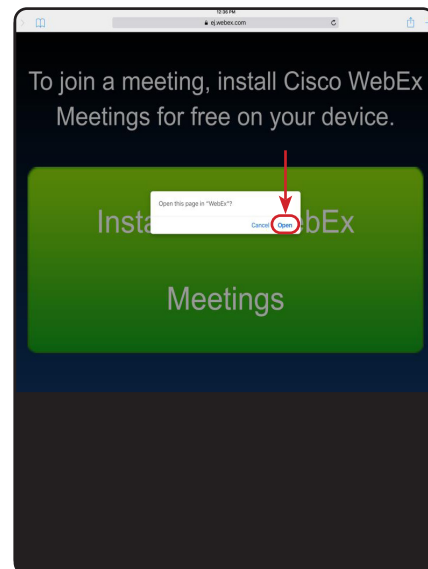 12:36 PM
ej.webex.com
To join a meeting, install Cisco WebEx
Meetings for free on your device.
Open this page in "WebEx"?
Cancel Open
Insta bEx
Meetings